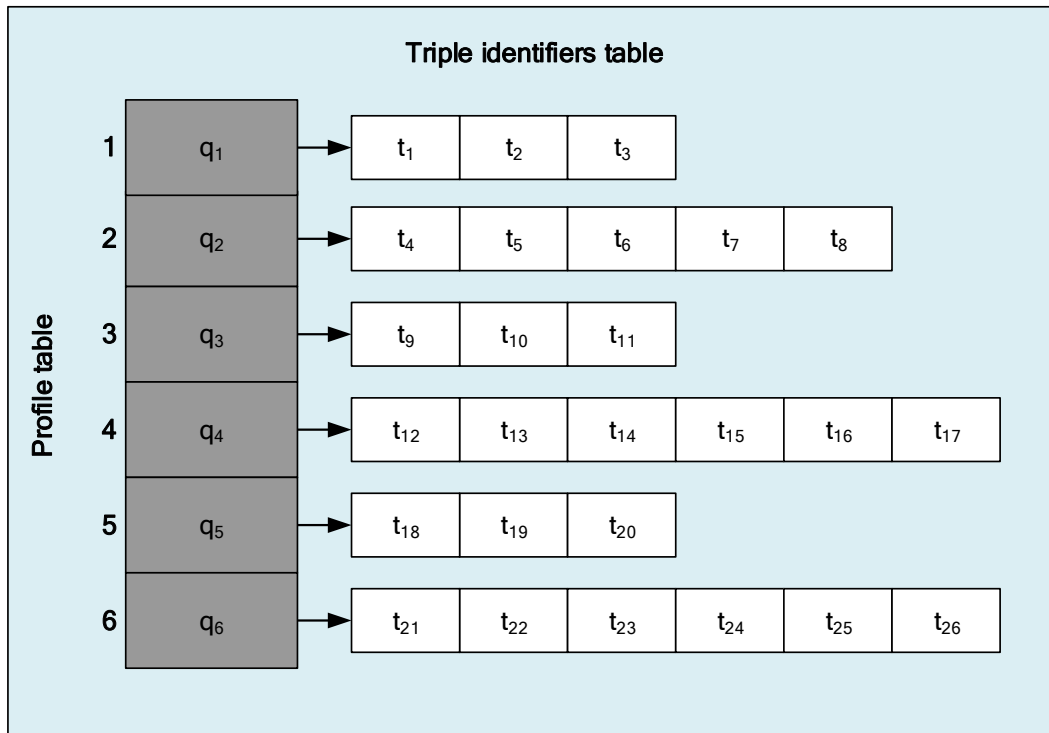 Triple identifiers table
Profile table
1 q₁ t₁ t₂ t₃
2 q₂ t₄ t₅ t₆ t₇ t₈
3 q₃ t₉ t₁₀ t₁₁
4 q₄ t₁₂ t₁₃ t₁₄ t₁₅ t₁₆ t₁₇
5 q₅ t₁₈ t₁₉ t₂₀
6 q₆ t₂₁ t₂₂ t₂₃ t₂₄ t₂₅ t₂₆